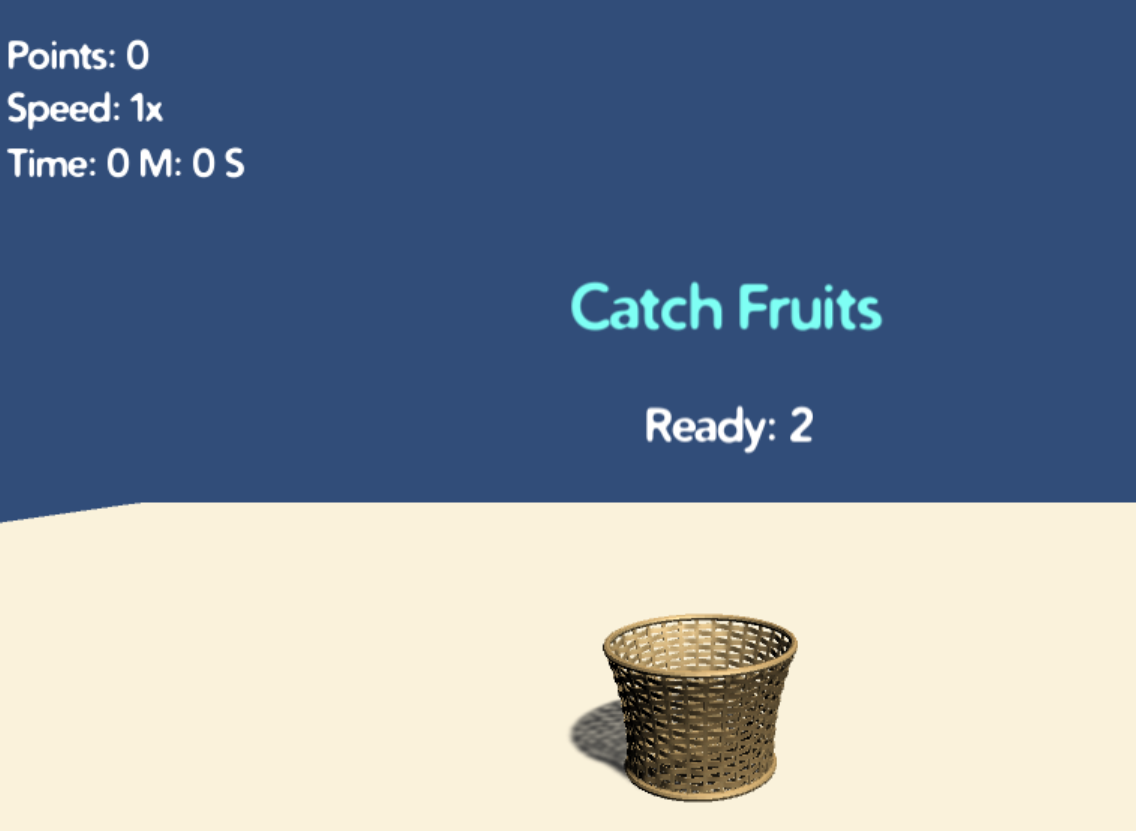 Points: 0
Speed: 1x
Time: 0 M: 0 S
Catch Fruits
Ready: 2